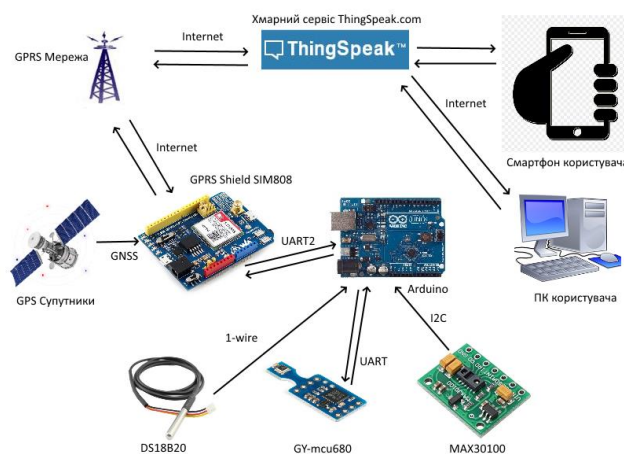 Хмарний сервіс ThingSpeak.com
Internet
ThingSpeak™
GPRS Мережа
Internet
Internet
Смартфон користувача
GPRS Shield SIM808
UART2
GNSS
GPS Супутники
Arduino
ПК користувача
I2C
1-wire
UART
DS18B20
GY-mcu680
MAX30100